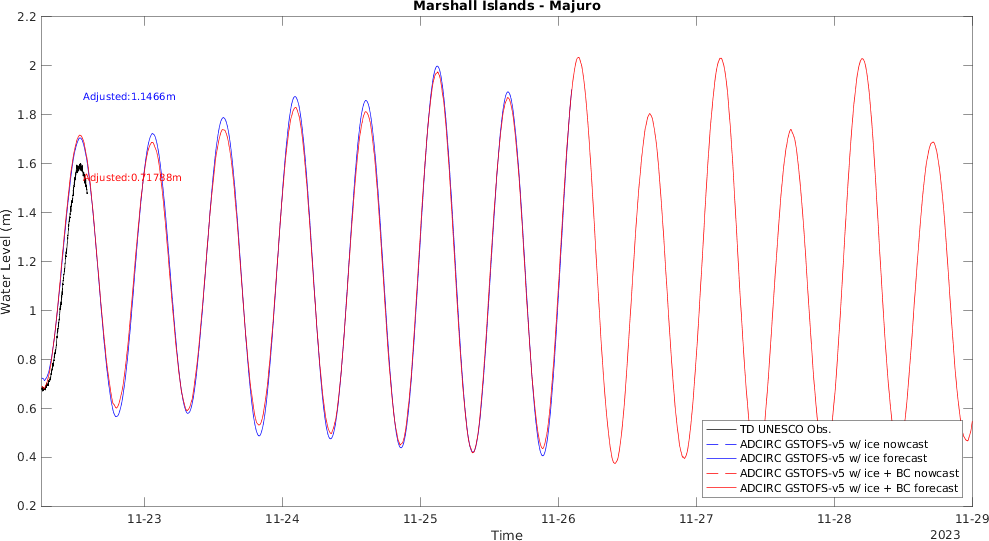 Marshall Islands - Majuro
2.2
2
1.8
1.6
1.4
1.2
1
0.8
0.6
0.4
0.2
Water Level (m)
Adjusted:1.1466m
Adjusted:0.71788m
TD UNESCO Obs.
ADCIRC GSTOFS-v5 w/ ice nowcast
ADCIRC GSTOFS-v5 w/ ice forecast
ADCIRC GSTOFS-v5 w/ ice + BC nowcast
ADCIRC GSTOFS-v5 w/ ice + BC forecast
11-23 11-24 11-25 11-26 11-27 11-28 11-29
Time
2023